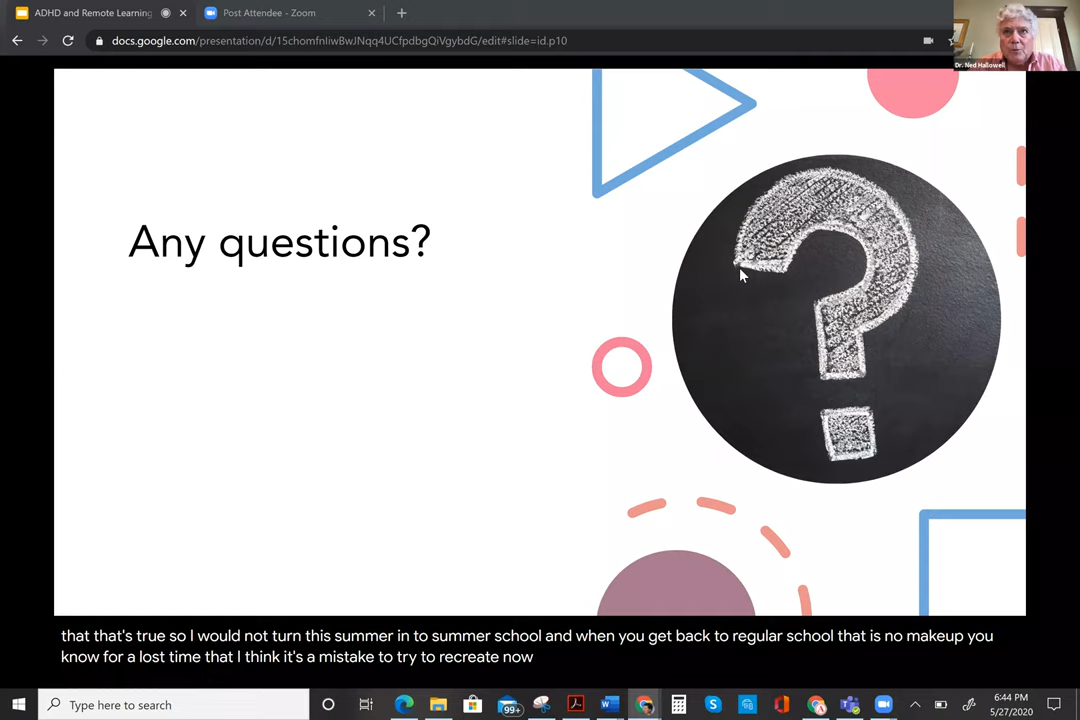 ADHD and Remote Learning
Post Attendee - Zoom
docs.google.com/presentation/d/15chomfnIiwBwJNqq4UCfpdbgQiVgybdG/edit#slide=id.p10
Dr. Ned Hallowell
Any questions?
?
that that's true so I would not turn this summer in to summer school and when you get back to regular school that is no makeup you
know for a lost time that I think it's a mistake to try to recreate now
Type here to search
99+
6:44 PM
5/27/2020